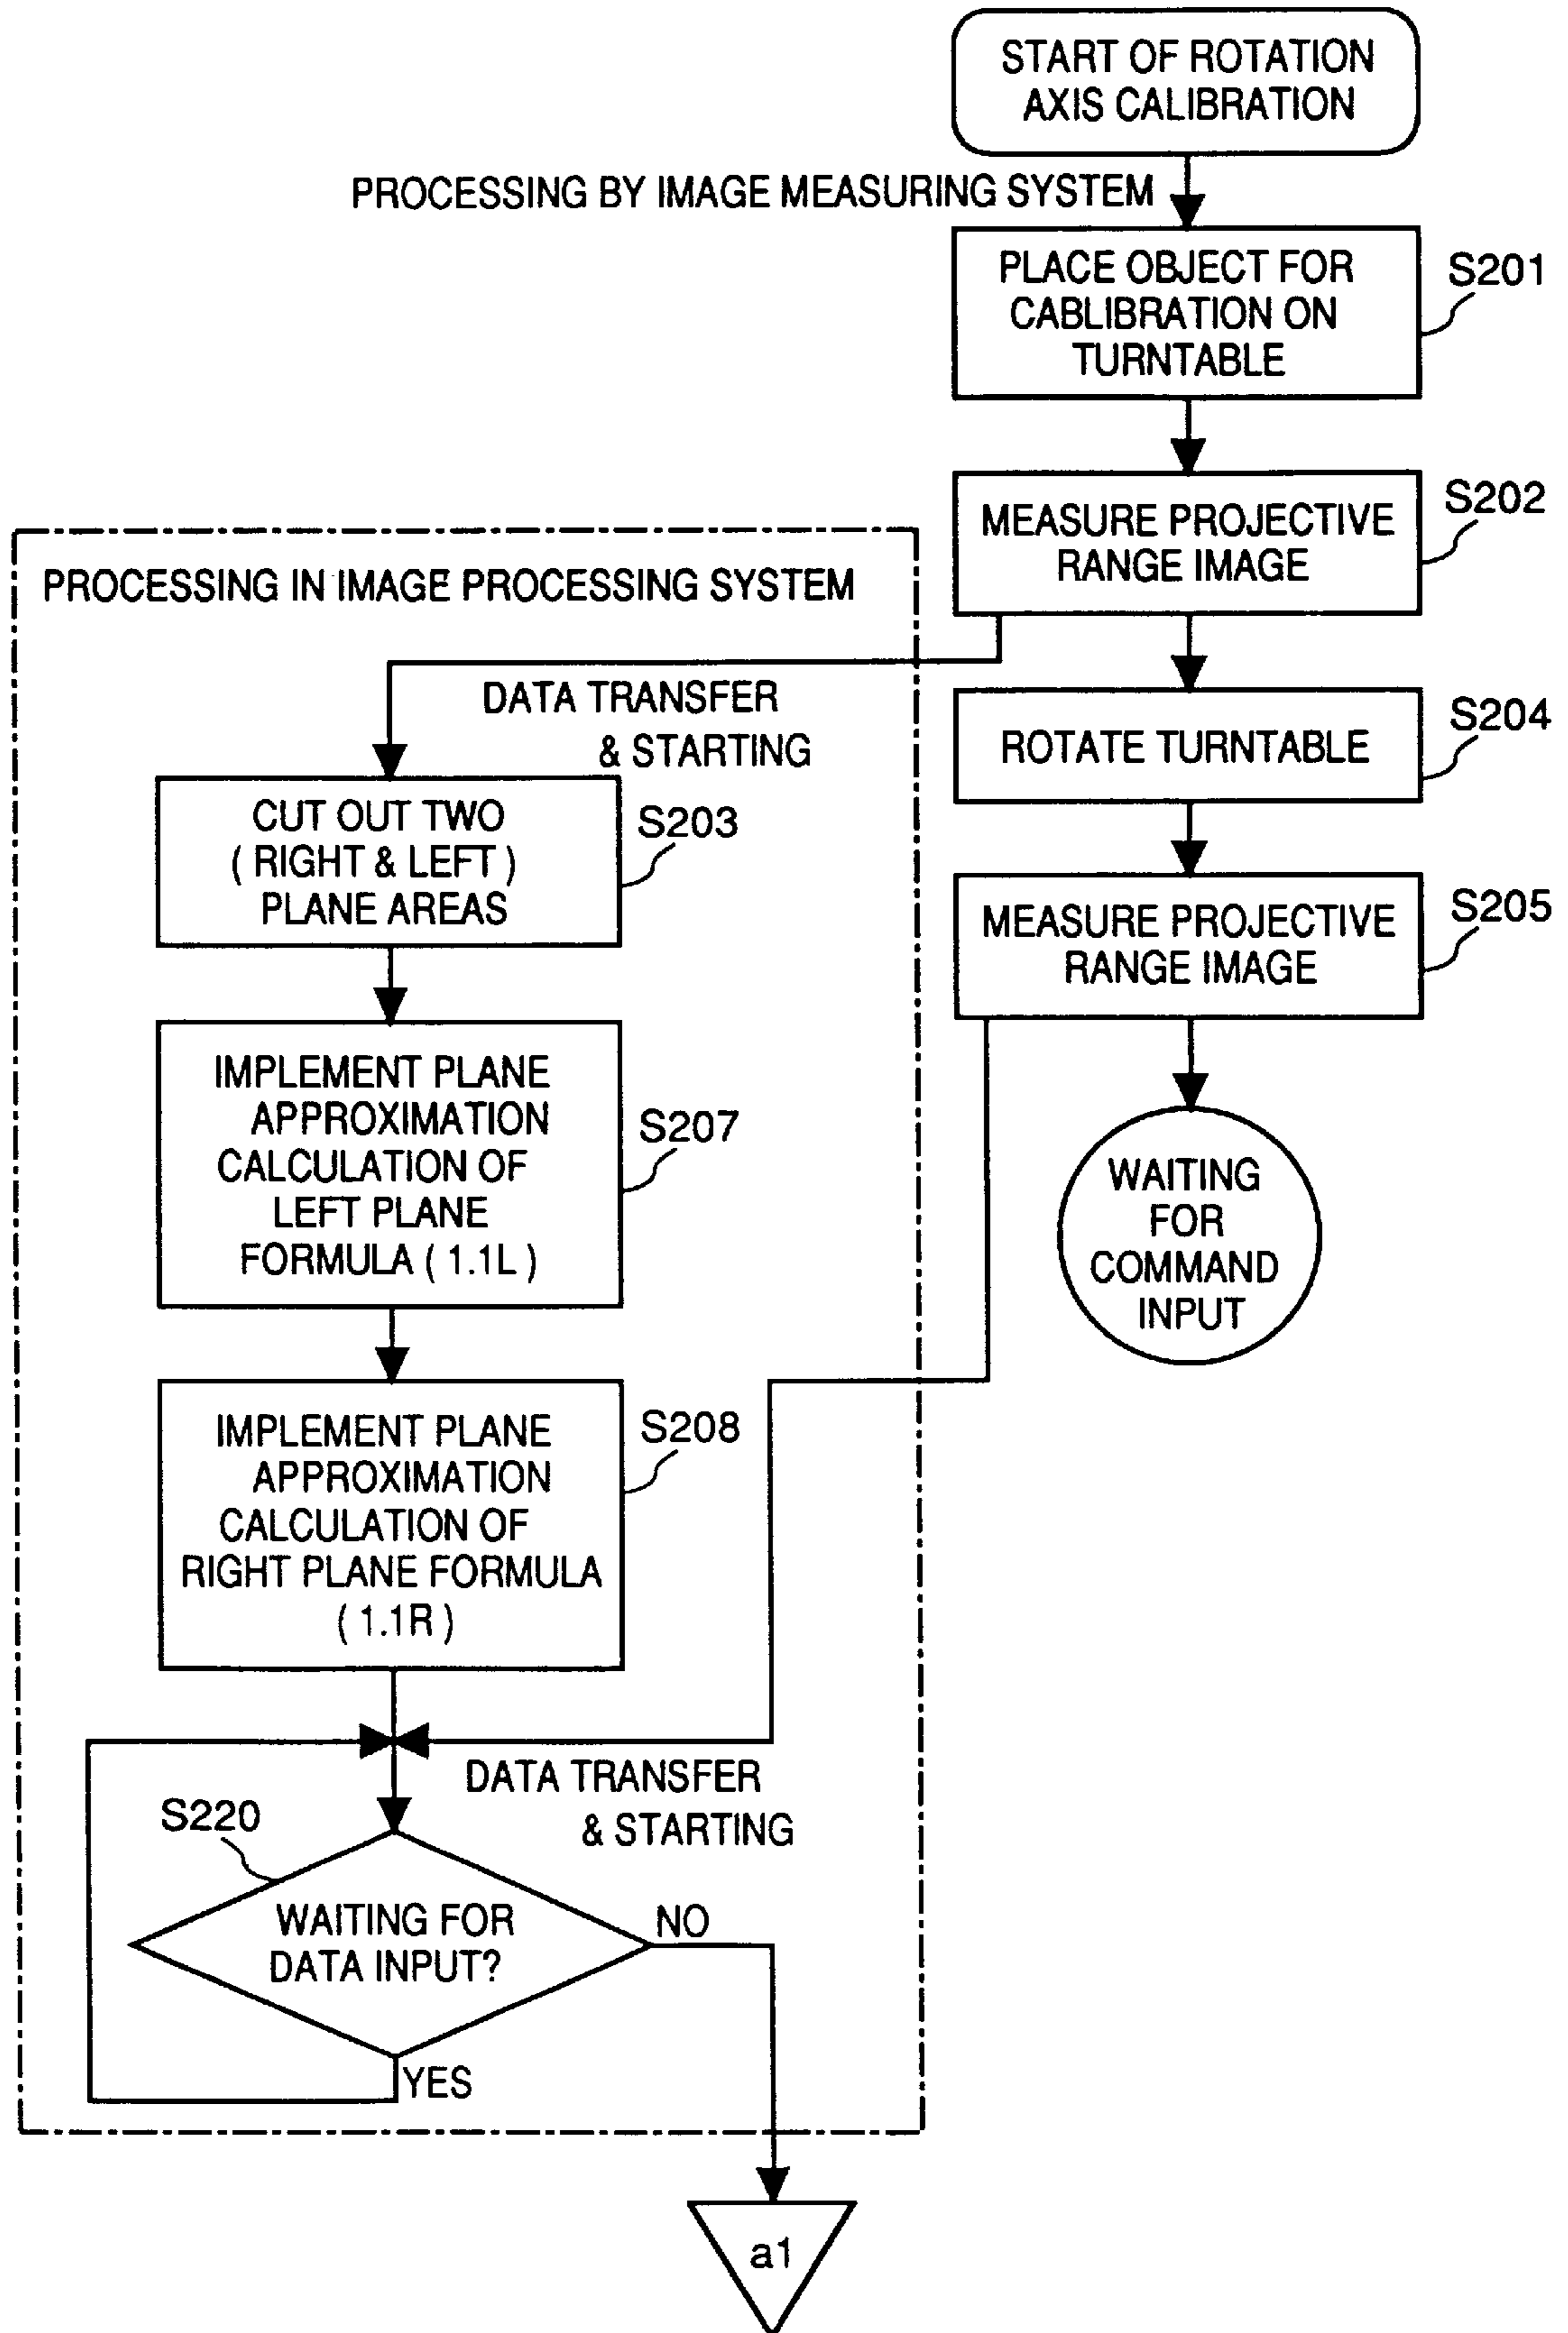 START OF ROTATION
AXIS CALIBRATION
PROCESSING BY IMAGE MEASURING SYSTEM
PLACE OBJECT FOR
CABLIBRATION ON
TURNTABLE
S201
MEASURE PROJECTIVE
RANGE IMAGE
S202
PROCESSING IN IMAGE PROCESSING SYSTEM
DATA TRANSFER
& STARTING
ROTATE TURNTABLE
S204
CUT OUT TWO
( RIGHT & LEFT )
PLANE AREAS
S203
MEASURE PROJECTIVE
RANGE IMAGE
S205
IMPLEMENT PLANE
APPROXIMATION
CALCULATION OF
LEFT PLANE
FORMULA ( 1.1L )
S207
WAITING
FOR
COMMAND
INPUT
IMPLEMENT PLANE
APPROXIMATION
CALCULATION OF
RIGHT PLANE FORMULA
( 1.1R )
S208
DATA TRANSFER
& STARTING
S220
WAITING FOR
DATA INPUT?
NO
YES
a1